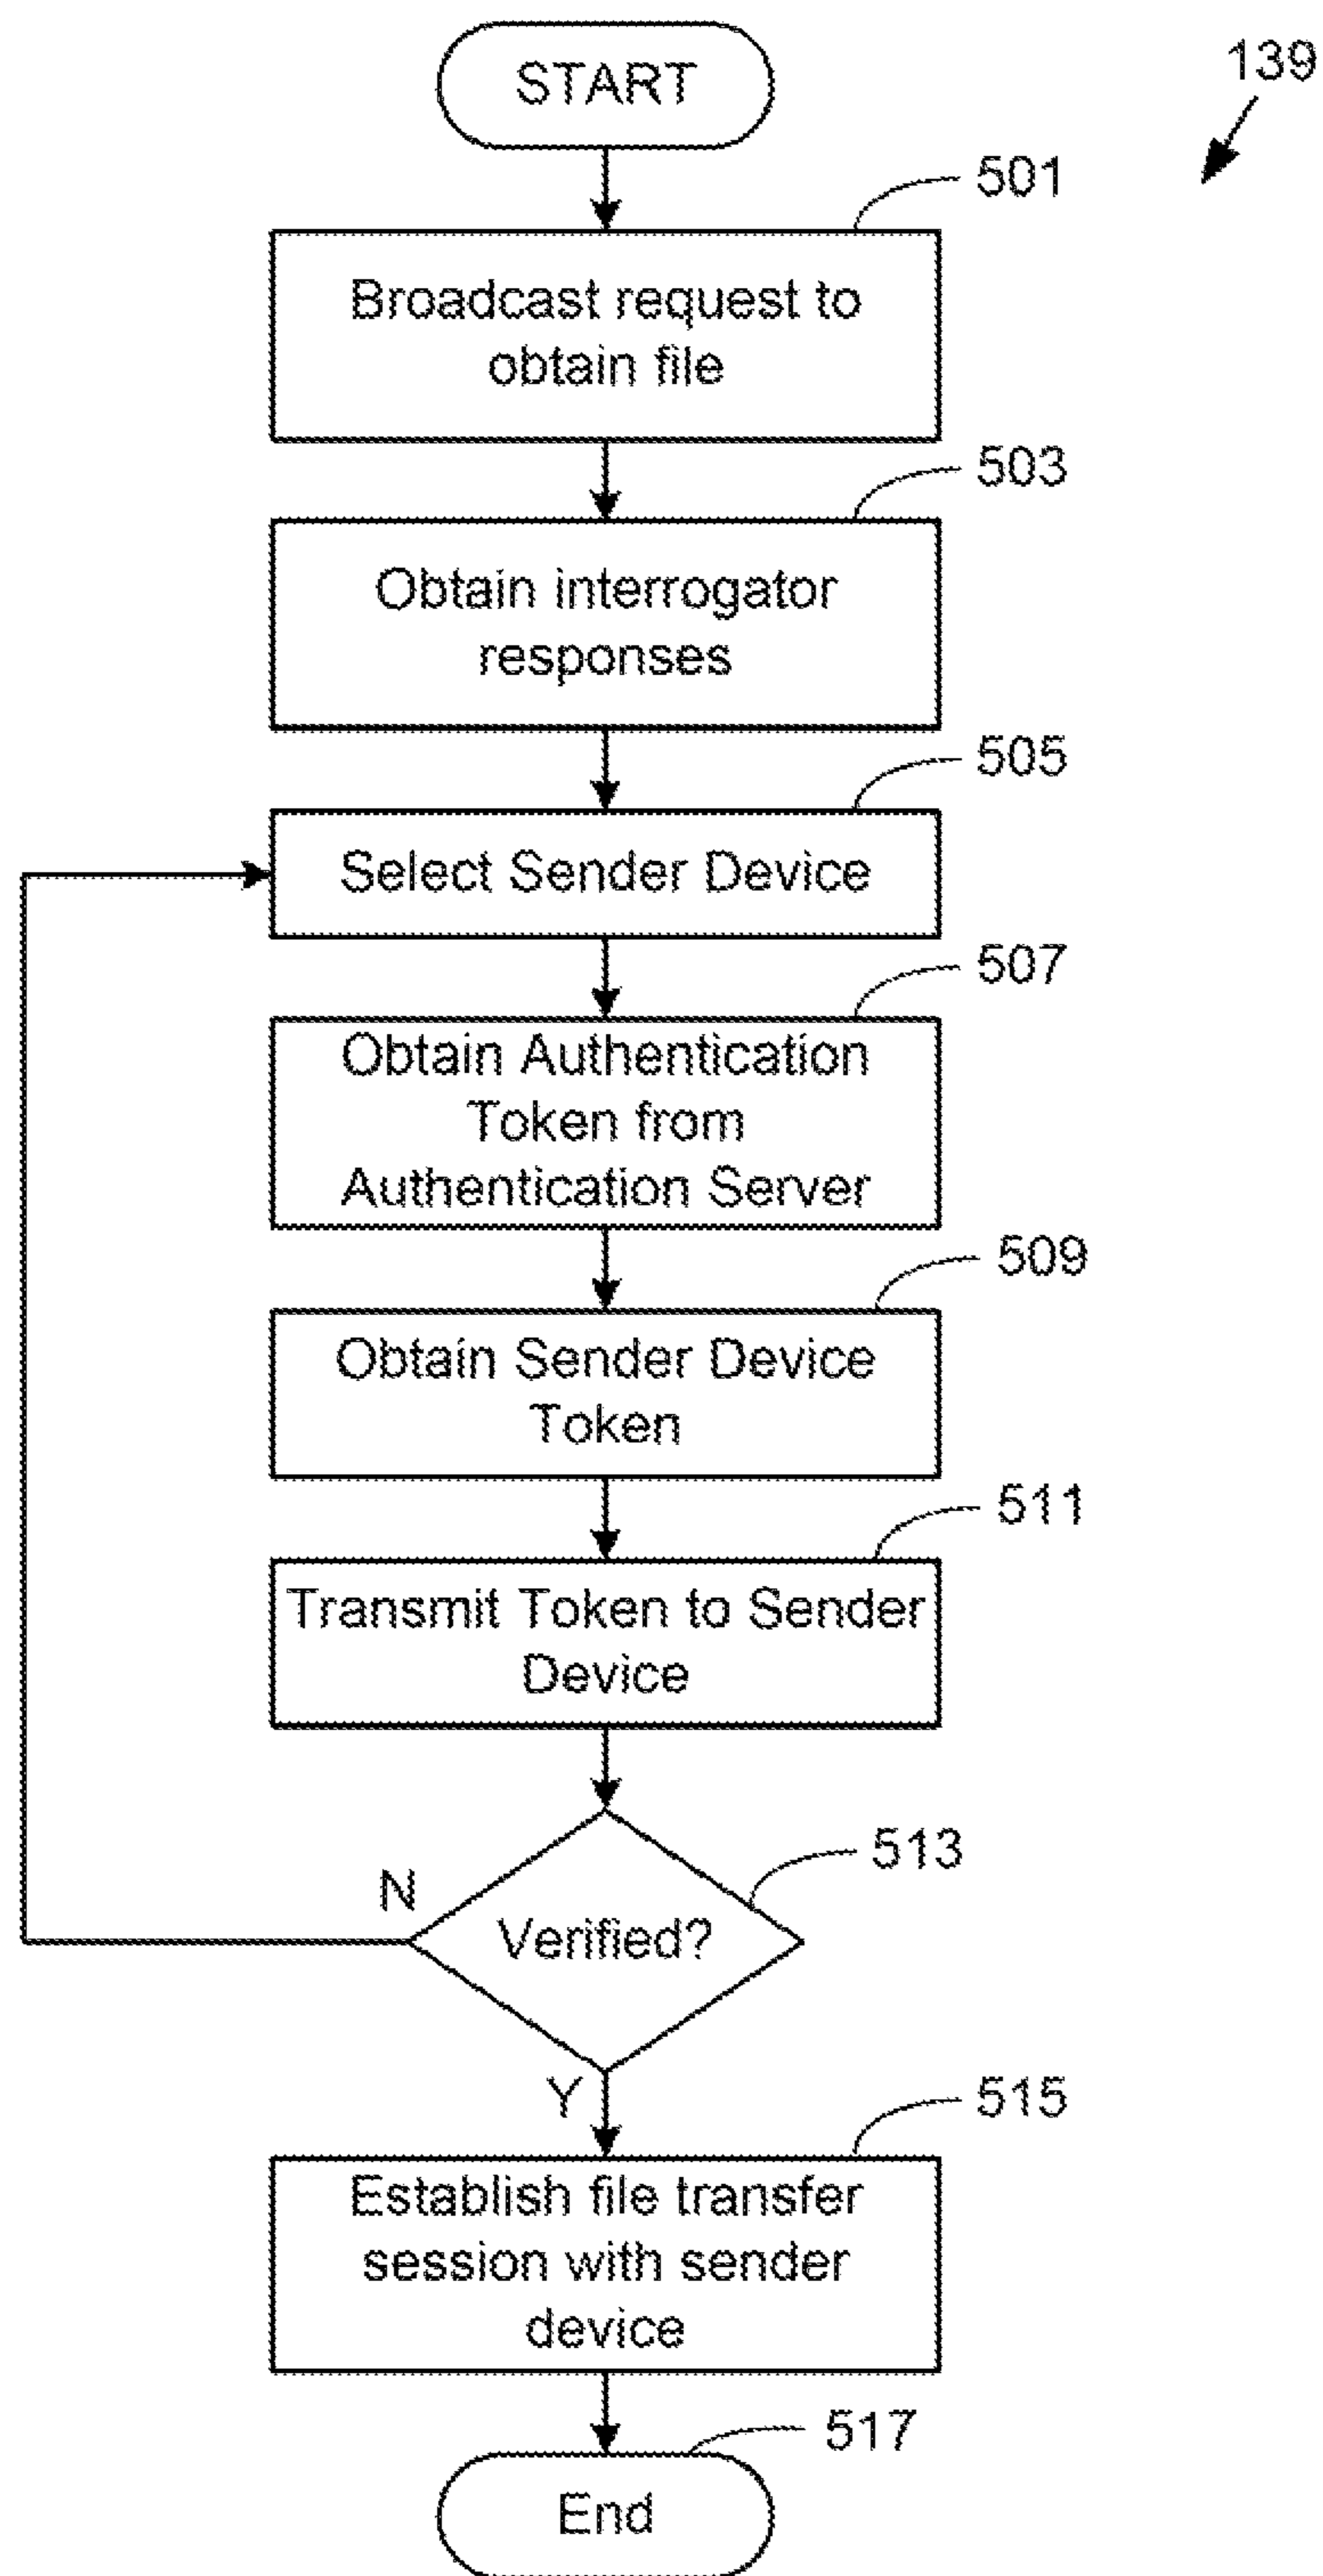 START
139
501
Broadcast request to
obtain file
503
Obtain interrogator
responses
505
Select Sender Device
507
Obtain Authentication
Token from
Authentication Server
509
Obtain Sender Device
Token
511
Transmit Token to Sender
Device
513
N
Verified?
Y
515
Establish file transfer
session with sender
device
517
End